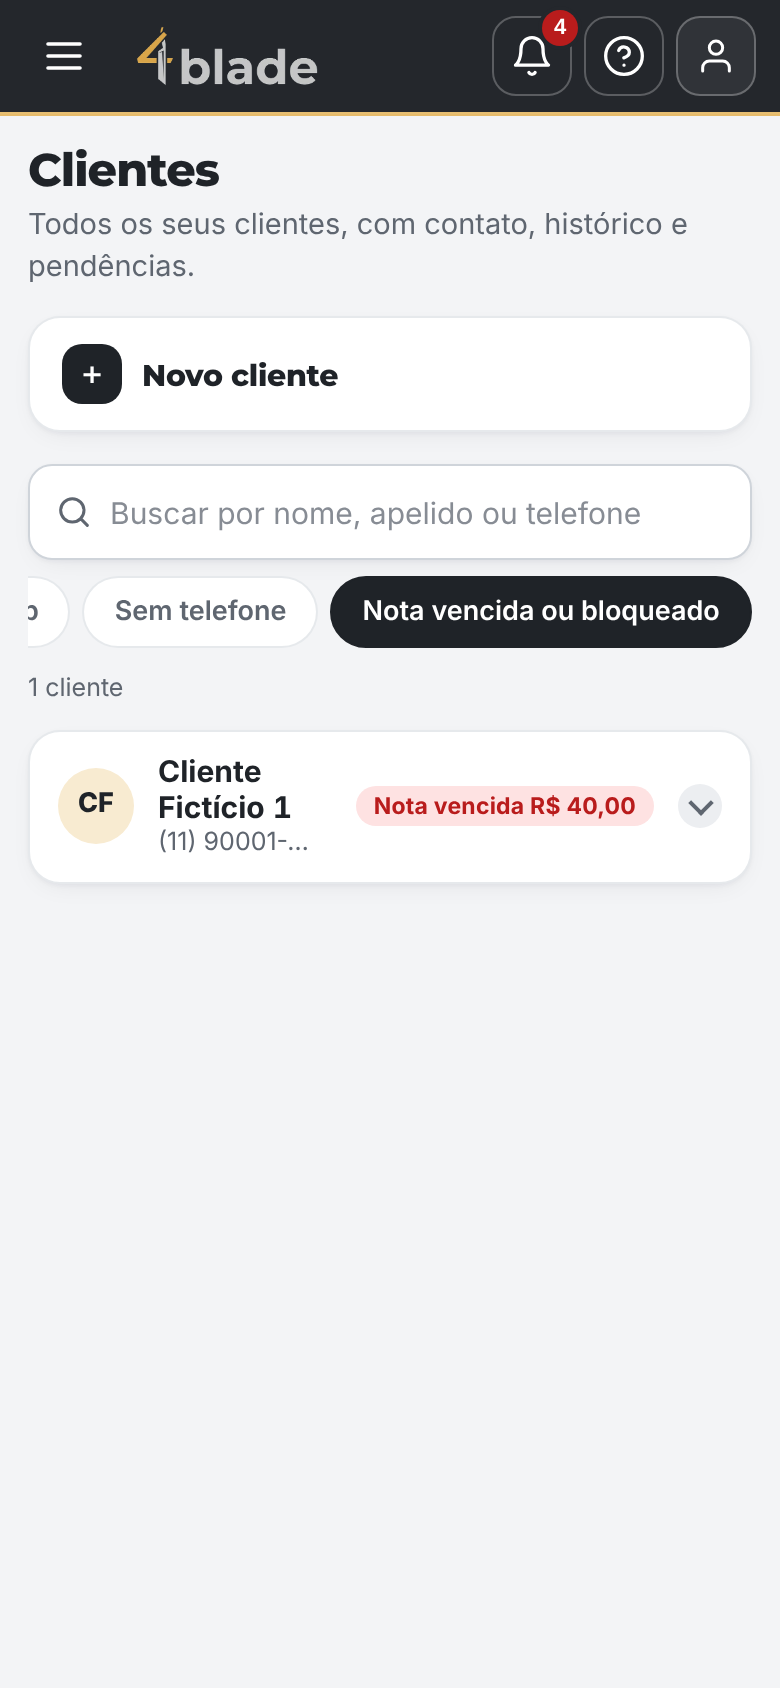 4blade
4
Clientes
Todos os seus clientes, com contato, histórico e
pendências.
+ Novo cliente
Buscar por nome, apelido ou telefone
Sem telefone
Nota vencida ou bloqueado
1 cliente
CF
Cliente
Fictício 1
(11) 90001-...
Nota vencida R$ 40,00